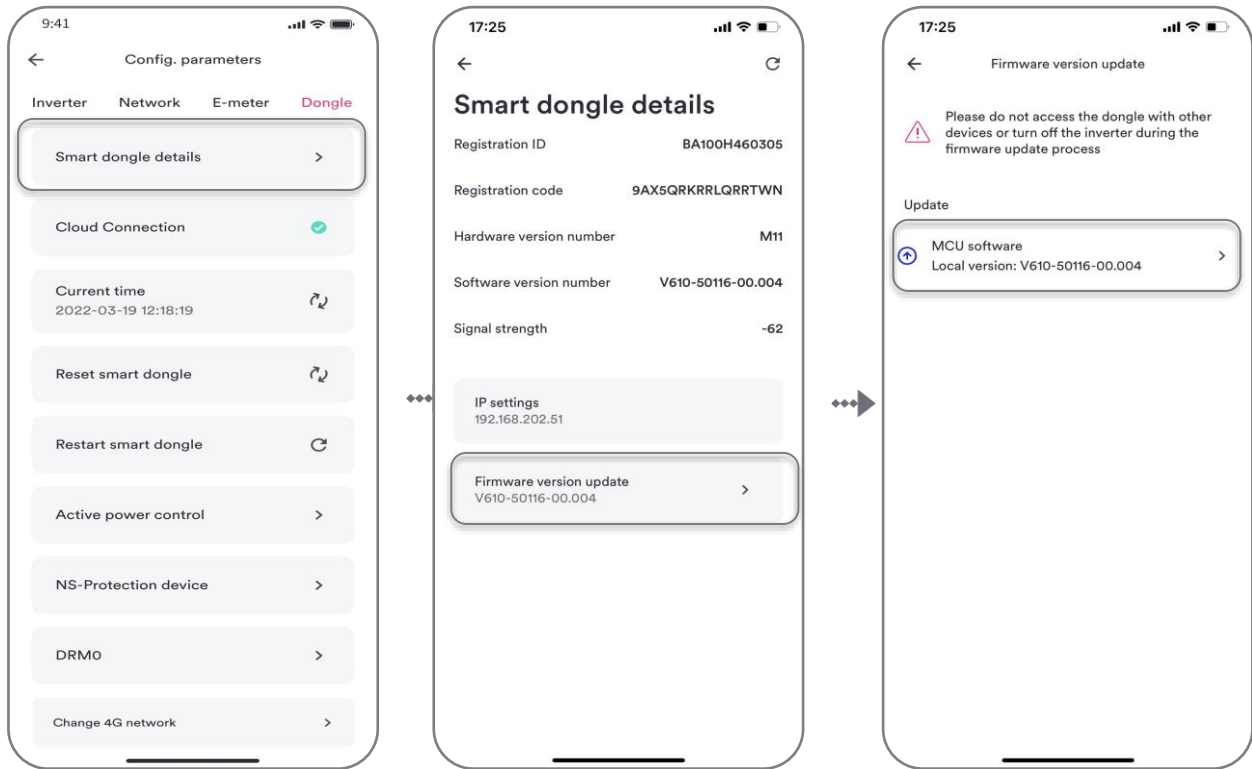 9:41
Config. parameters
Inverter Network E-meter Dongle
Smart dongle details
Cloud Connection
Current time
2022-03-19 12:18:19
Reset smart dongle
Restart smart dongle
Active power control
NS-Protection device
DRM0
Change 4G network
17:25
Smart dongle details
Registration ID BA100H460305
Registration code 9AX5QRKRRLQRRTWN
Hardware version number M11
Software version number V610-50116-00.004
Signal strength -62
IP settings
192.168.202.51
Firmware version update
V610-50116-00.004
17:25
Firmware version update
Please do not access the dongle with other
devices or turn off the inverter during the
firmware update process
Update
MCU software
Local version: V610-50116-00.004